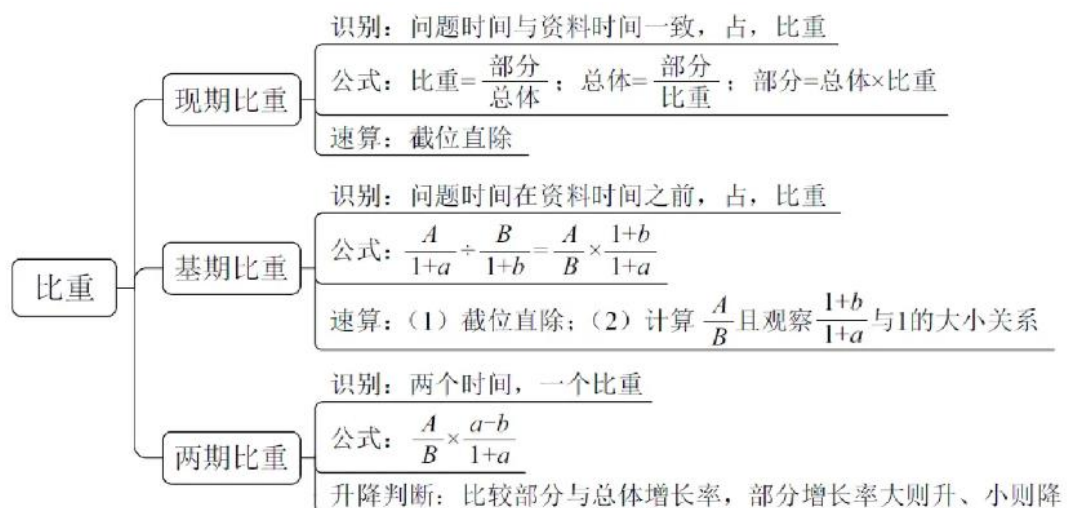 比重
现期比重
识别：问题时间与资料时间一致，占，比重
公式：比重=部分/总体；总体=部分/比重；部分=总体×比重
速算：截位直除
基期比重
识别：问题时间在资料时间之前，占，比重
公式：A/(1+a)÷B/(1+b)=A/B×(1+b)/(1+a)
速算：（1）截位直除；（2）计算A/B且观察(1+b)/(1+a)与1的大小关系
两期比重
识别：两个时间，一个比重
公式：A/B×(a-b)/(1+a)
升降判断：比较部分与总体增长率，部分增长率大则升、小则降